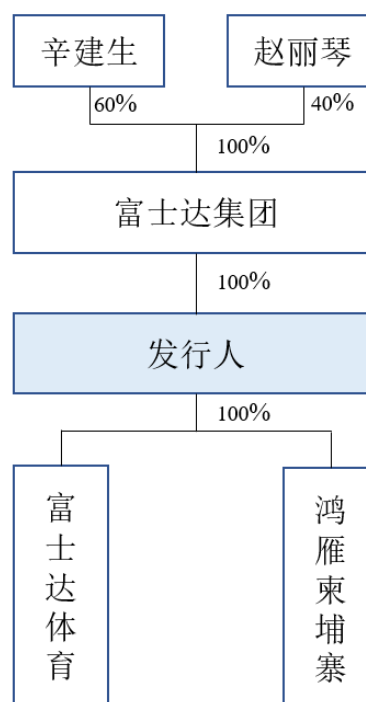 辛建生
赵丽琴
60%
40%
100%
富士达集团
100%
发行人
100%
富士达体育
鸿雁柬埔寨